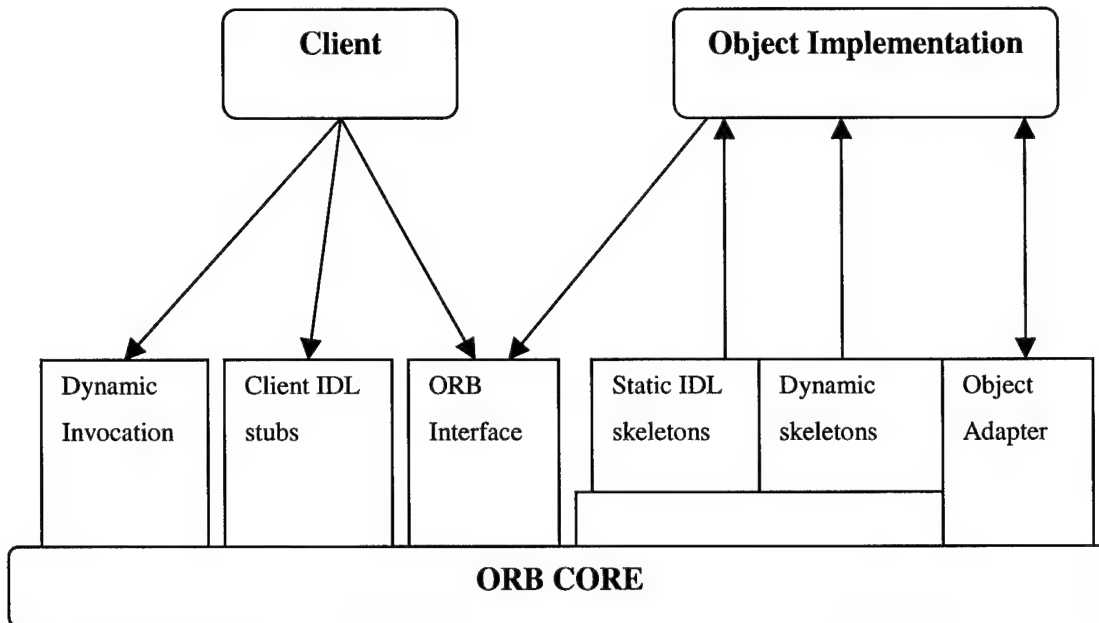 Client
Object Implementation
Dynamic
Invocation
Client IDL
stubs
ORB
Interface
Static IDL
skeletons
Dynamic
skeletons
Object
Adapter
ORB CORE